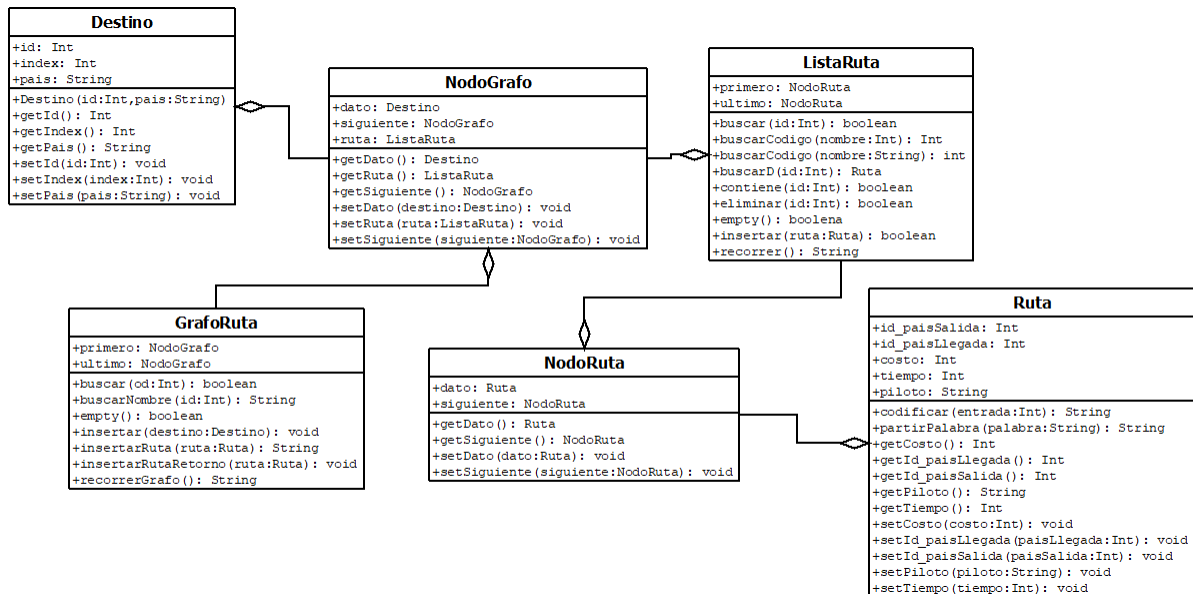 Destino
+id: Int
+index: Int
+pais: String
+Destino(id:Int,pais:String)
+getId(): Int
+getIndex(): Int
+getPais(): String
+setId(id:Int): void
+setIndex(index:Int): void
+setPais(pais:String): void
NodoGrafo
+dato: Destino
+siguiente: NodoGrafo
+ruta: ListaRuta
+getDato(): Destino
+getRuta(): ListaRuta
+getSiguiente(): NodoGrafo
+setDato(destino:Destino): void
+setRuta(ruta:ListaRuta): void
+setSiguiente(siguiente:NodoGrafo): void
ListaRuta
+primero: NodoRuta
+ultimo: NodoRuta
+buscar(id:Int): boolean
+buscarCodigo(nombre:Int): Int
+buscarCodigo(nombre:String): int
+buscarD(id:Int): Ruta
+contiene(id:Int): boolean
+eliminar(id:Int): boolean
+empty(): boolena
+insertar(ruta:Ruta): boolean
+recorrer(): String
GrafoRuta
+primero: NodoGrafo
+ultimo: NodoGrafo
+buscar(od:Int): boolean
+buscarNombre(id:Int): String
+empty(): boolean
+insertar(destino:Destino): void
+insertarRuta(ruta:Ruta): String
+insertarRutaRetorno(ruta:Ruta): void
+recorrerGrafo(): String
NodoRuta
+dato: Ruta
+siguiente: NodoRuta
+getDato(): Ruta
+getSiguiente(): NodoRuta
+setDato(dato:Ruta): void
+setSiguiente(siguiente:NodoRuta): void
Ruta
+id_paisSalida: Int
+id_paisLlegada: Int
+costo: Int
+tiempo: Int
+piloto: String
+codificar(entrada:Int): String
+partirPalabra(palabra:String): String
+getCosto(): Int
+getId_paisLlegada(): Int
+getId_paisSalida(): Int
+getPiloto(): String
+getTiempo(): Int
+setCosto(costo:Int): void
+setId_paisLlegada(paisLlegada:Int): void
+setId_paisSalida(paisSalida:Int): void
+setPiloto(piloto:String): void
+setTiempo(tiempo:Int): void